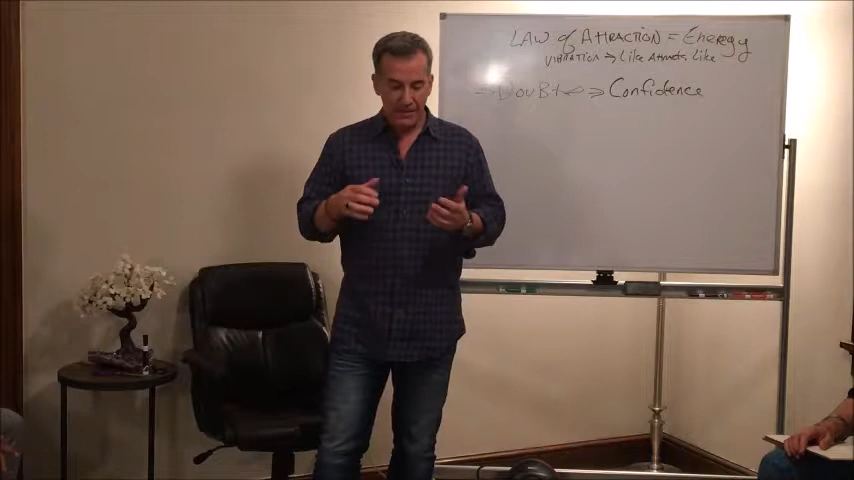 LAW of ATTRACTION = Energy
VIBRATION → Like Attracts Like
Doubt → Confidence